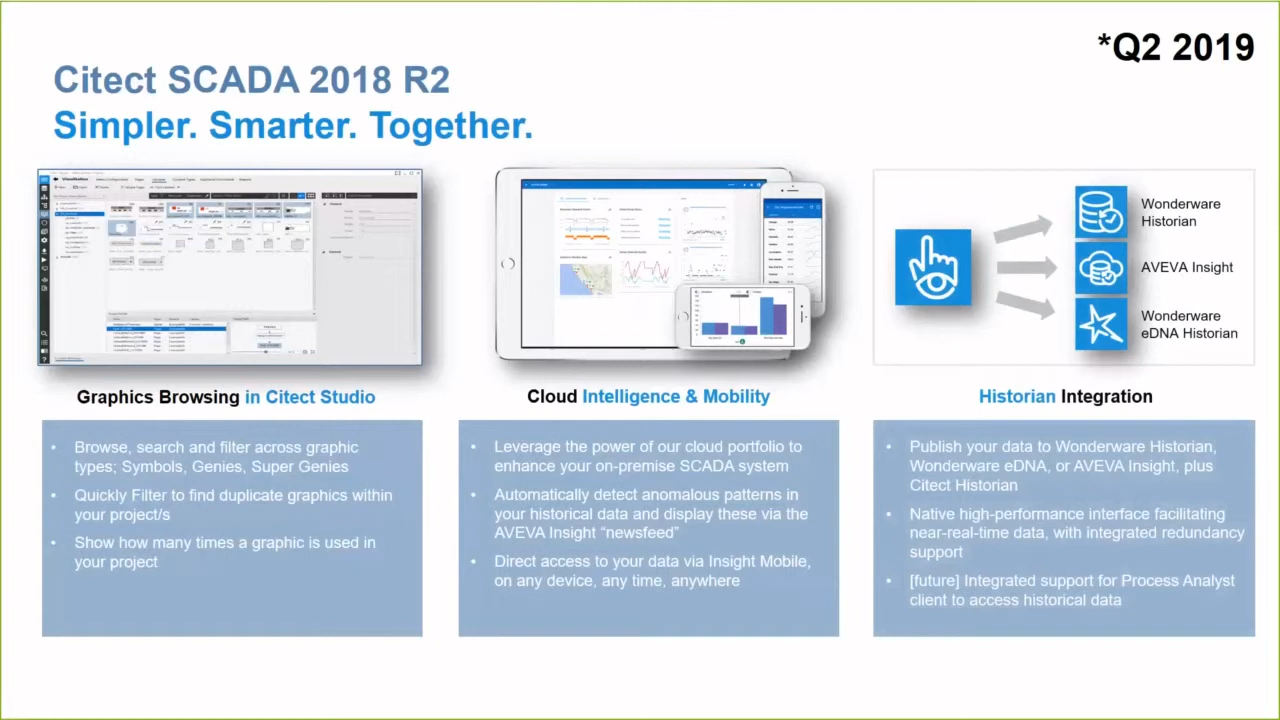 *Q2 2019
Citect SCADA 2018 R2
Simpler. Smarter. Together.
Wonderware
Historian
AVEVA Insight
Wonderware
eDNA Historian
Graphics Browsing in Citect Studio
Cloud Intelligence & Mobility
Historian Integration
• Browse, search and filter across graphic
types; Symbols, Genies, Super Genies
• Quickly Filter to find duplicate graphics within
your project/s
• Show how many times a graphic is used in
your project
• Leverage the power of our cloud portfolio to
enhance your on-premise SCADA system
• Automatically detect anomalous patterns in
your historical data and display these via the
AVEVA Insight “newsfeed”
• Direct access to your data via Insight Mobile,
on any device, any time, anywhere
• Publish your data to Wonderware Historian,
Wonderware eDNA, or AVEVA Insight, plus
Citect Historian
• Native high-performance interface facilitating
near-real-time data, with integrated redundancy
support
• [future] Integrated support for Process Analyst
client to access historical data